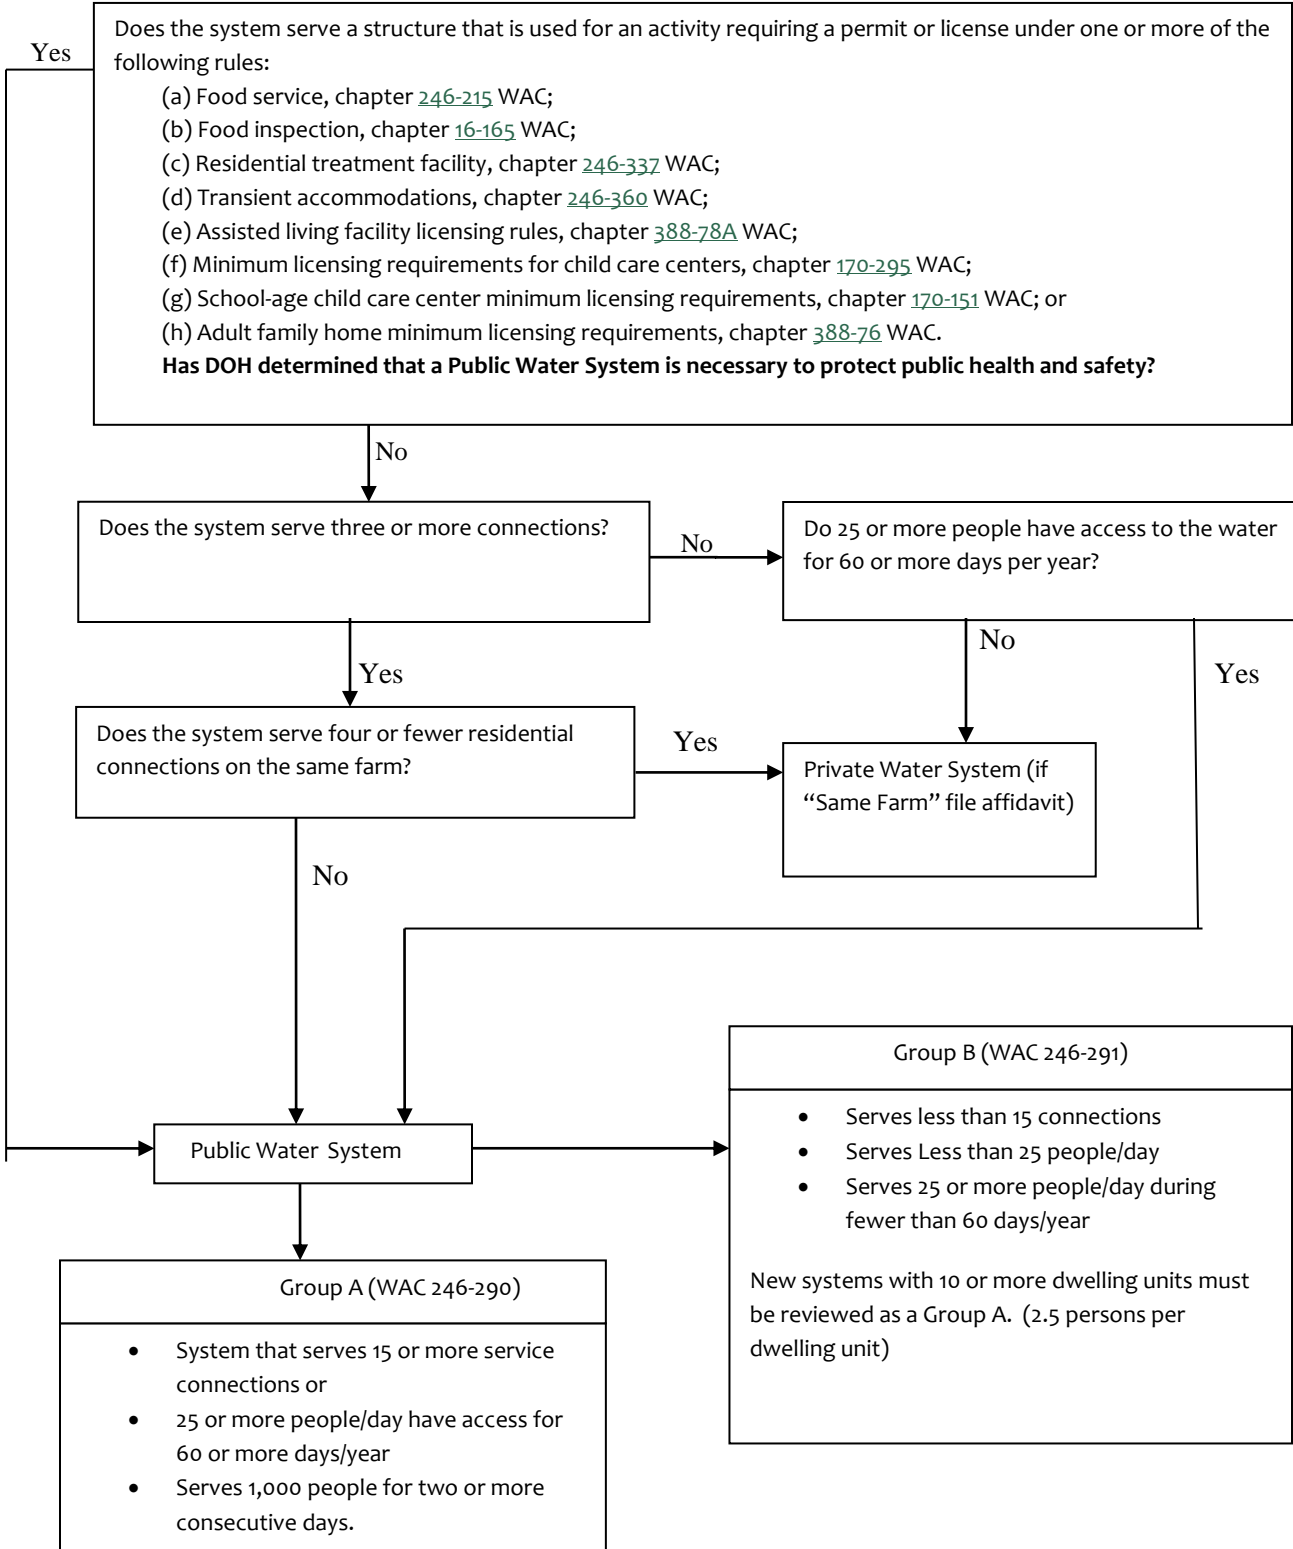 Does the system serve a structure that is used for an activity requiring a permit or license under one or more of the
following rules:
(a) Food service, chapter 246-215 WAC;
(b) Food inspection, chapter 16-165 WAC;
(c) Residential treatment facility, chapter 246-337 WAC;
(d) Transient accommodations, chapter 246-360 WAC;
(e) Assisted living facility licensing rules, chapter 388-78A WAC;
(f) Minimum licensing requirements for child care centers, chapter 170-295 WAC;
(g) School-age child care center minimum licensing requirements, chapter 170-151 WAC; or
(h) Adult family home minimum licensing requirements, chapter 388-76 WAC.
Has DOH determined that a Public Water System is necessary to protect public health and safety?
Yes
No
Does the system serve three or more connections?
No
Do 25 or more people have access to the water
for 60 or more days per year?
Yes
No
Yes
Does the system serve four or fewer residential
connections on the same farm?
Yes
Private Water System (if
“Same Farm” file affidavit)
No
Public Water System
Group B (WAC 246-291)
• Serves less than 15 connections
• Serves Less than 25 people/day
• Serves 25 or more people/day during
fewer than 60 days/year
New systems with 10 or more dwelling units must
be reviewed as a Group A. (2.5 persons per
dwelling unit)
Group A (WAC 246-290)
• System that serves 15 or more service
connections or
• 25 or more people/day have access for
60 or more days/year
• Serves 1,000 people for two or more
consecutive days.